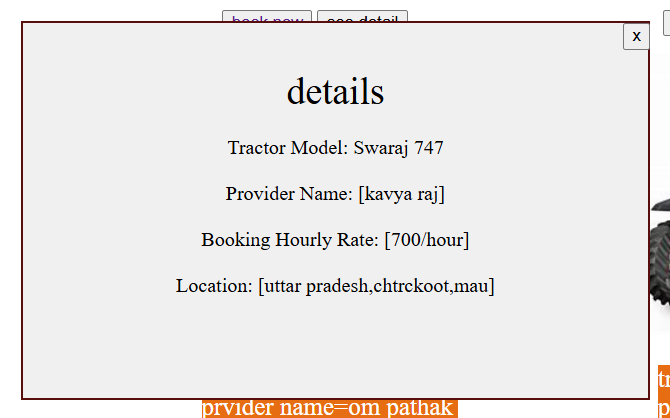 book now see detail
x
details
Tractor Model: Swaraj 747
Provider Name: [kavya raj]
Booking Hourly Rate: [700/hour]
Location: [uttar pradesh,chtrckoot,mau]
prvider name=om pathak